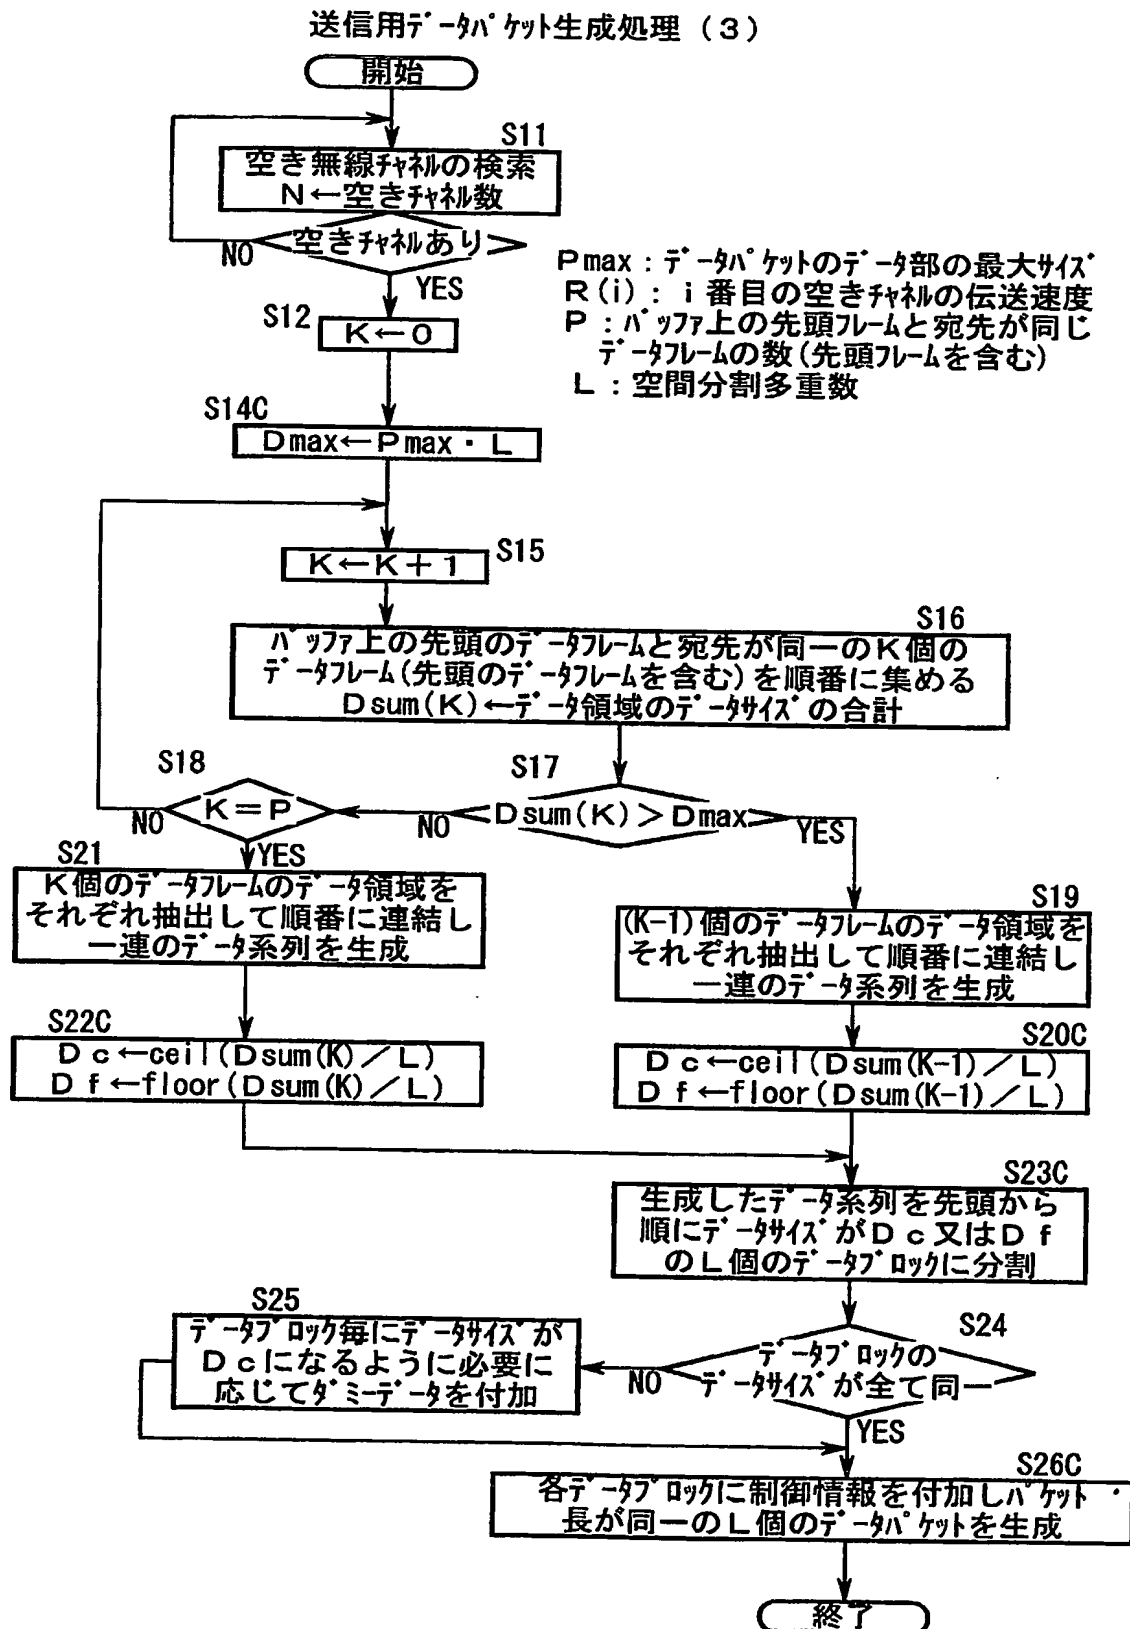 送信用データパケット生成処理（３）
開始
S11
空き無線チャネルの検索
N←空きチャネル数
空きチャネルあり
NO
YES
Pmax：データパケットのデータ部の最大サイズ
R(i)：i番目の空きチャネルの伝送速度
P：バッファ上の先頭フレームと宛先が同じ
データフレームの数(先頭フレームを含む)
L：空間分割多重数
S12
K←0
S14C
Dmax←Pmax・L
S15
K←K＋1
S16
バッファ上の先頭のデータフレームと宛先が同一のK個の
データフレーム(先頭のデータフレームを含む)を順番に集める
Dsum(K)←データ領域のデータサイズの合計
S18
K＝P
NO
YES
S17
Dsum(K)＞Dmax
NO
YES
S21
K個のデータフレームのデータ領域を
それぞれ抽出して順番に連結し
一連のデータ系列を生成
S19
(K-1)個のデータフレームのデータ領域を
それぞれ抽出して順番に連結し
一連のデータ系列を生成
S22C
Dc←ceil(Dsum(K)／L)
Df←floor(Dsum(K)／L)
S20C
Dc←ceil(Dsum(K-1)／L)
Df←floor(Dsum(K-1)／L)
S23C
生成したデータ系列を先頭から
順にデータサイズがDc又はDf
のL個のデータブロックに分割
S25
データブロック毎にデータサイズが
Dcになるように必要に
応じてダミーデータを付加
S24
データブロックの
データサイズが全て同一
NO
YES
S26C
各データブロックに制御情報を付加しパケット
長が同一のL個のデータパケットを生成
終了